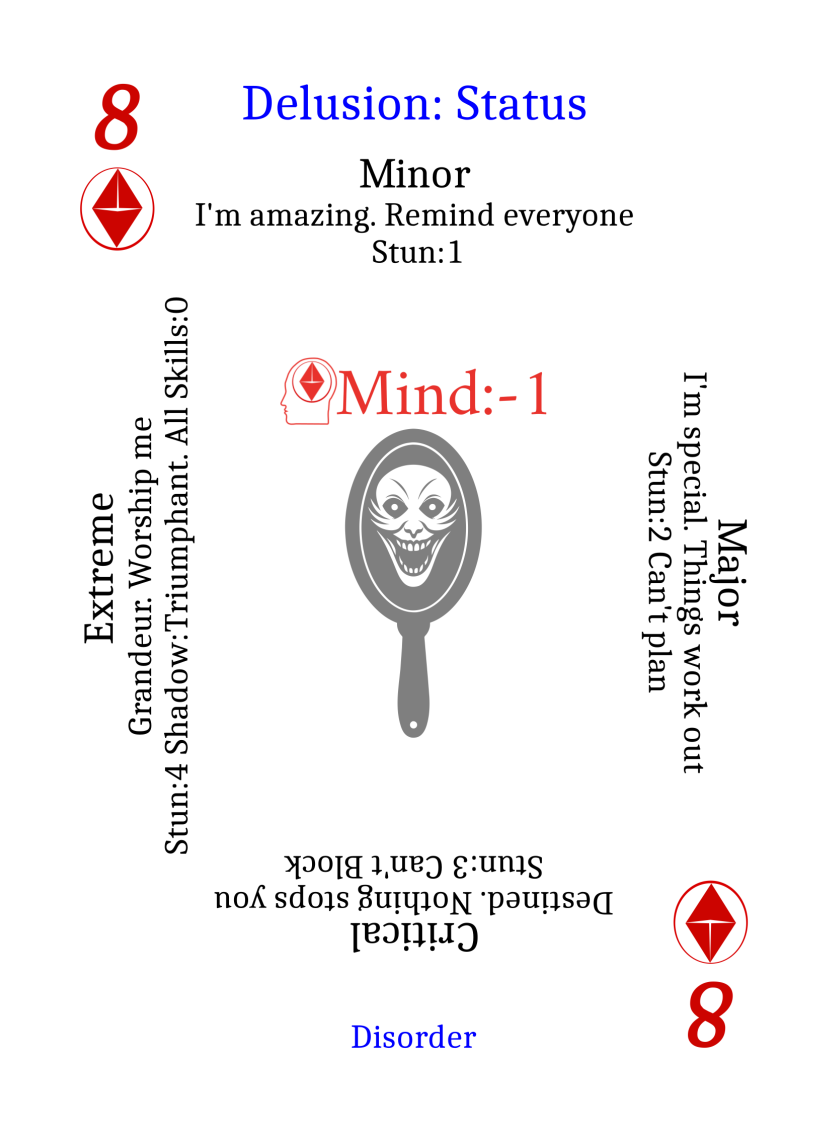 8
Delusion: Status
Minor
I'm amazing. Remind everyone
Stun:1
Mind:-1
Major
I'm special. Things work out
Stun:2 Can't plan
Critical
Destined. Nothing stops you
Stun:3 Can't Block
Extreme
Grandeur. Worship me
Stun:4 Shadow:Triumphant. All Skills:0
8
Disorder